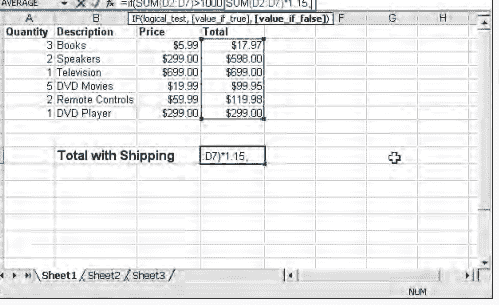 AVERAGE =if(SUM(D2:D7)>1000,SUM(D2:D7)*1.15,
IF(logical_test, [value_if_true], [value_if_false])
A B F G H
Quantity Description Price Total
3 Books $5.99 $17.97
2 Speakers $299.00 $598.00
1 Television $699.00 $699.00
5 DVD Movies $19.99 $99.95
2 Remote Controls $59.99 $119.98
1 DVD Player $299.00 $299.00
Total with Shipping D7)*1.15,
Sheet1 Sheet2 Sheet3
NUM